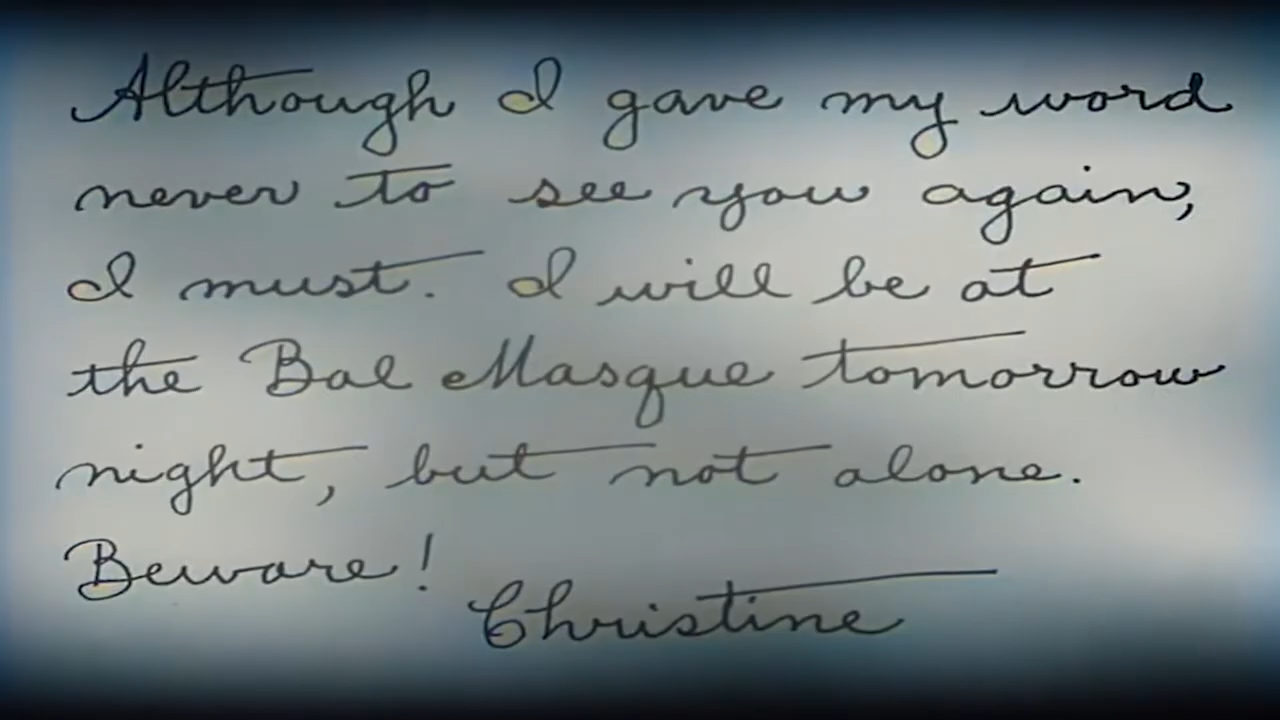 Although I gave my word
never to see you again,
I must. I will be at
the Bal Masque tomorrow
night, but not alone.
Beware!
Christine